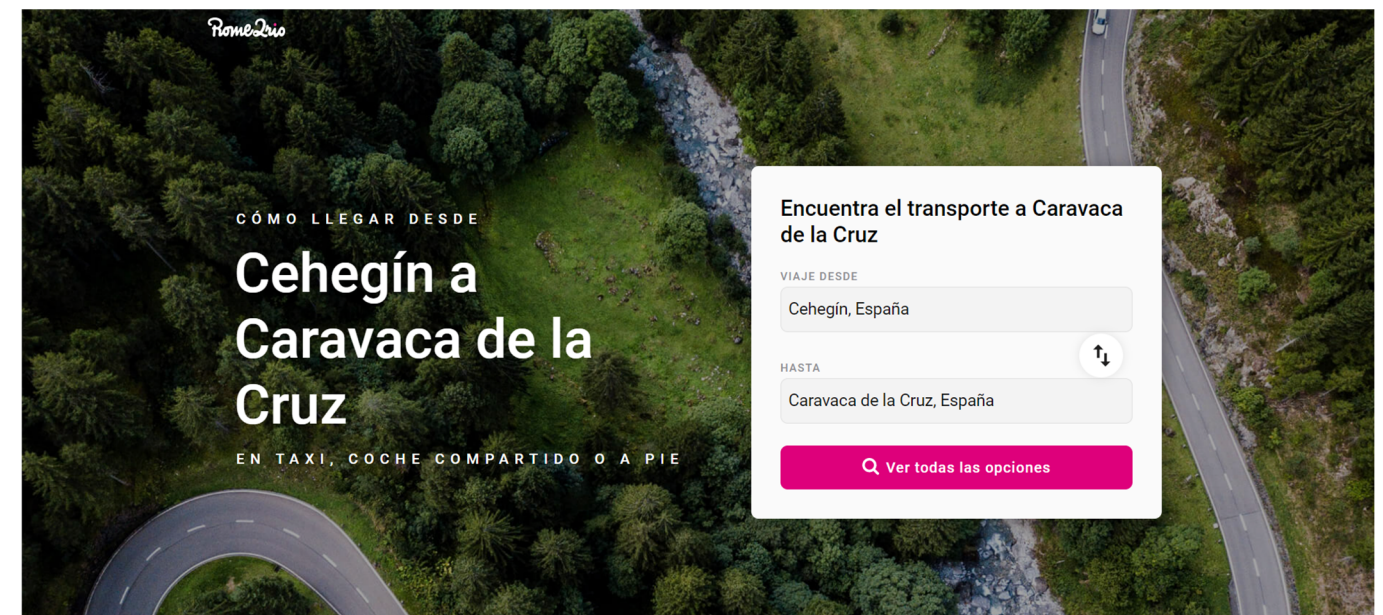 Rome2rio
CÓMO LLEGAR DESDE
Cehegín a
Caravaca de la
Cruz
EN TAXI, COCHE COMPARTIDO O A PIE
Encuentra el transporte a Caravaca
de la Cruz
VIAJE DESDE
Cehegín, España
HASTA
Caravaca de la Cruz, España
Ver todas las opciones